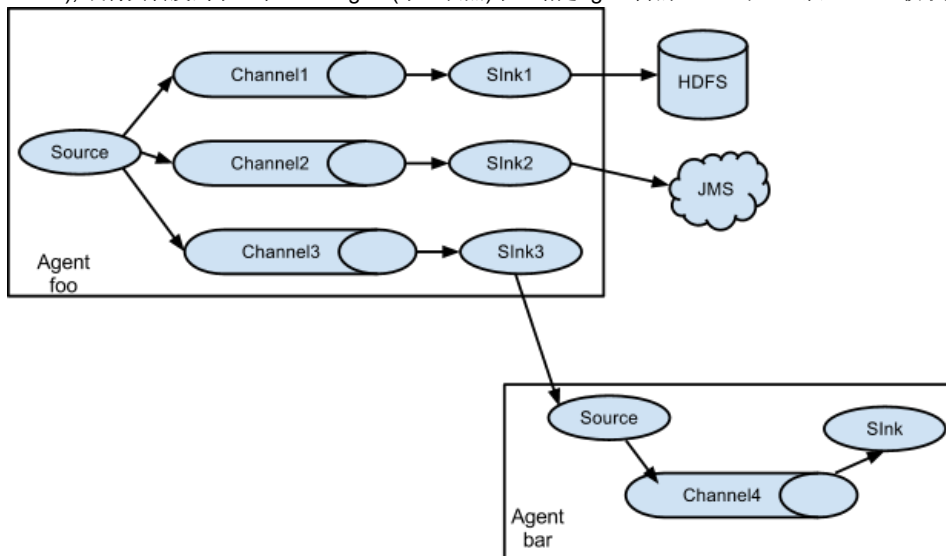 Channel1
SInk1
HDFS
Source
Channel2
SInk2
JMS
Channel3
SInk3
Agent
foo
Source
SInk
Channel4
Agent
bar